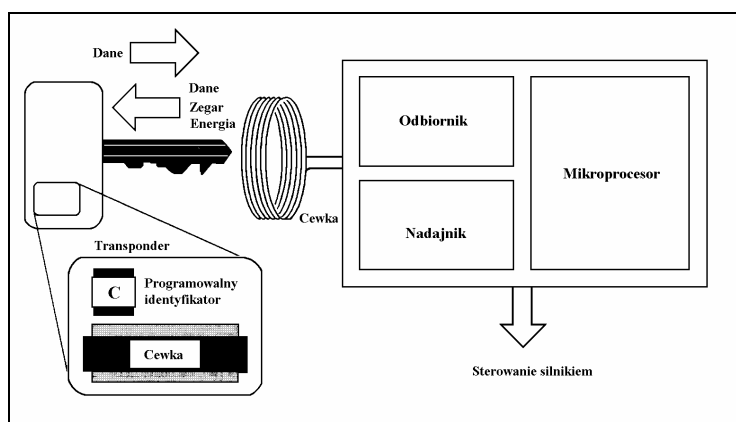 Dane
Dane
Zegar
Energia
Odbiornik
Mikroprocesor
Cewka
Nadajnik
Transponder
C
Programowalny
identyfikator
Cewka
Sterowanie silnikiem